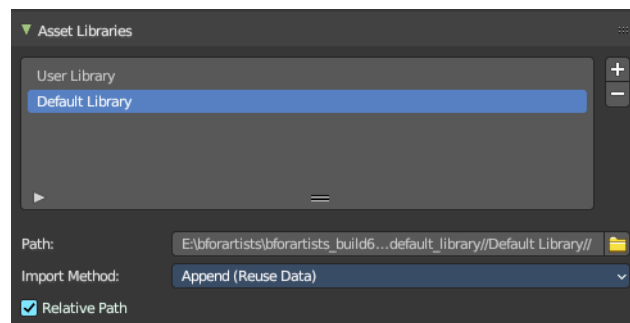 Asset Libraries
User Library
Default Library
Path: E:\bforartists\bforartists_build6...default_library//Default Library//
Import Method: Append (Reuse Data)
Relative Path